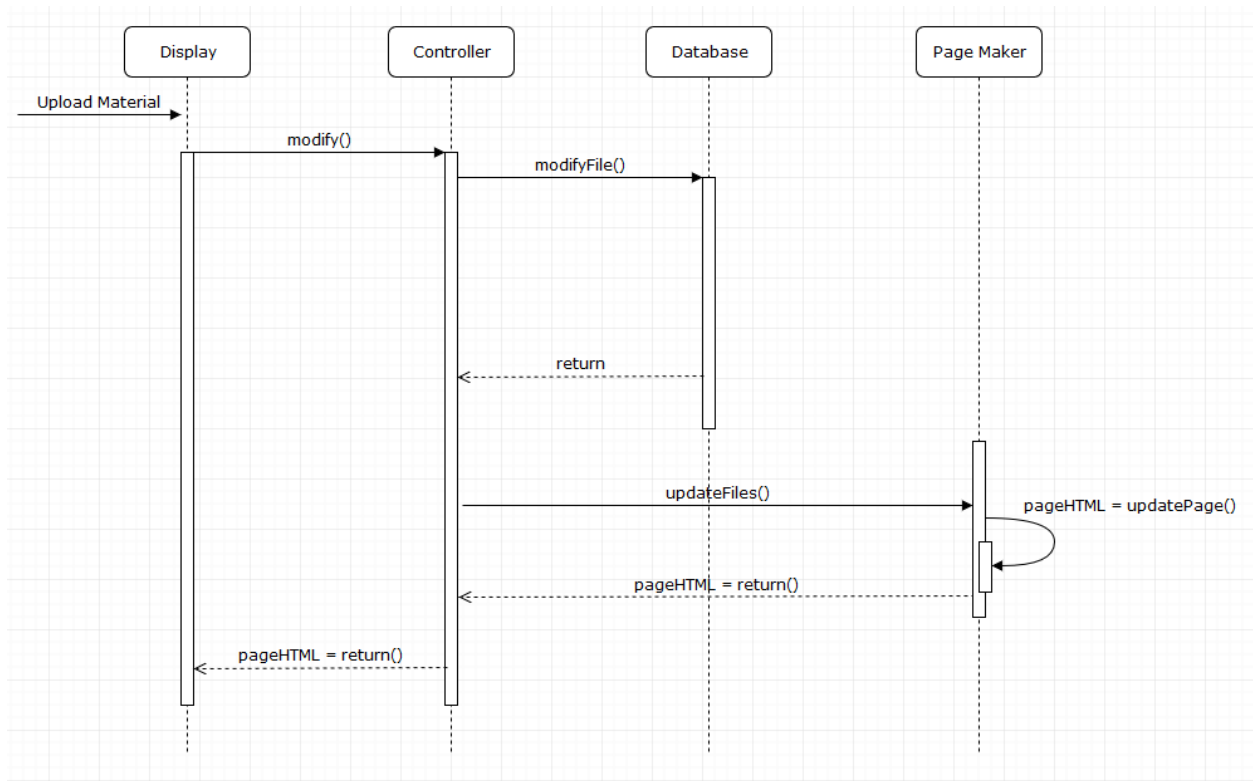 Display
Controller
Database
Page Maker
Upload Material
modify()
modifyFile()
return
updateFiles()
pageHTML = updatePage()
pageHTML = return()
pageHTML = return()